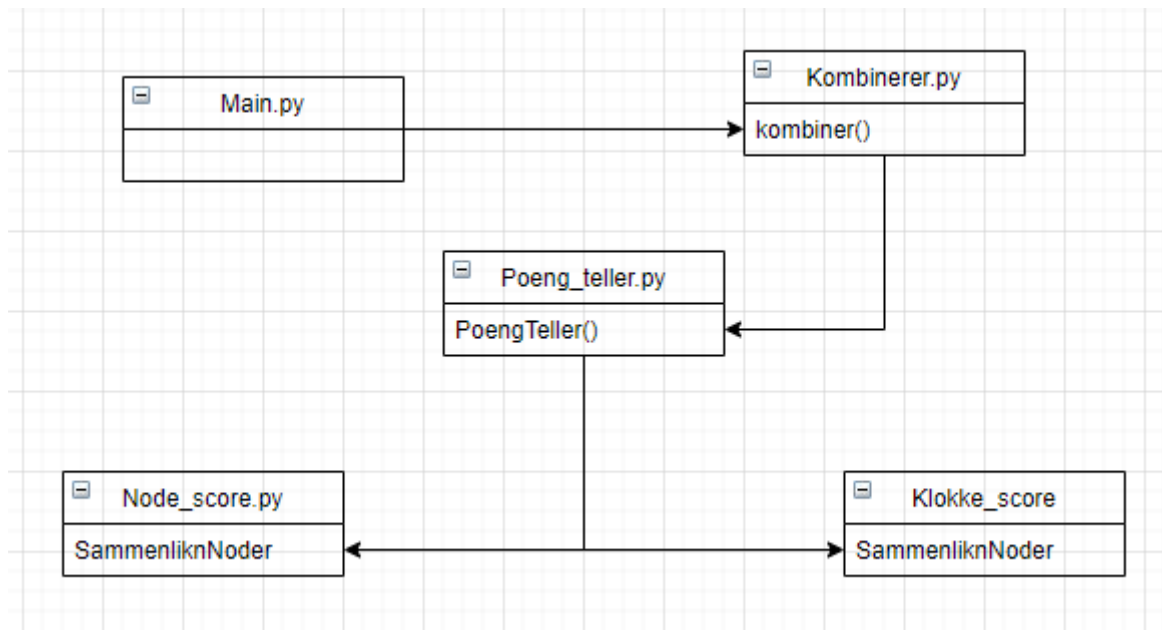 Main.py
Kombinerer.py
kombiner()
Poeng_teller.py
PoengTeller()
Node_score.py
SammenliknNoder
Klokke_score
SammenliknNoder